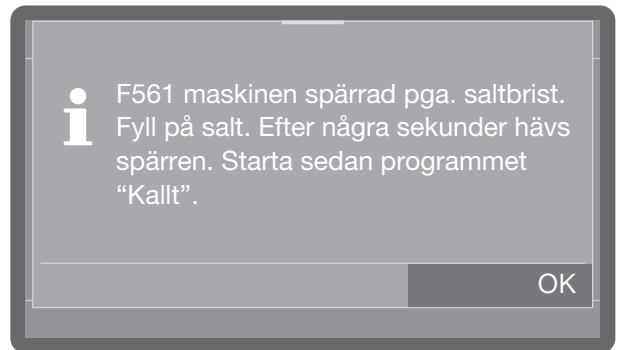 F561 maskinen spärrad pga. saltbrist.
Fyll på salt. Efter några sekunder hävs
spärren. Starta sedan programmet
“Kallt”.
OK